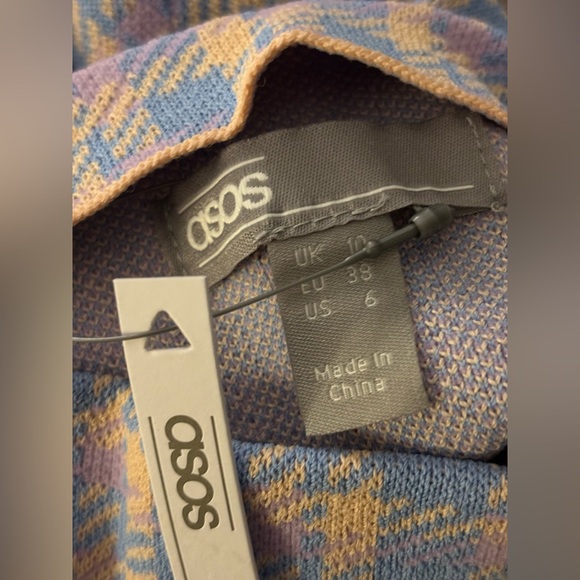 asos
UK 10
EU 38
US 6
Made In
China
asos